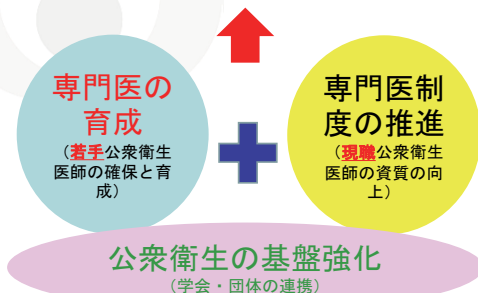 専門医の
育成
（若手公衆衛生
医師の確保と育
成）
専門医制
度の推進
（現職公衆衛生
医師の資質の向
上）
公衆衛生の基盤強化
（学会・団体の連携）